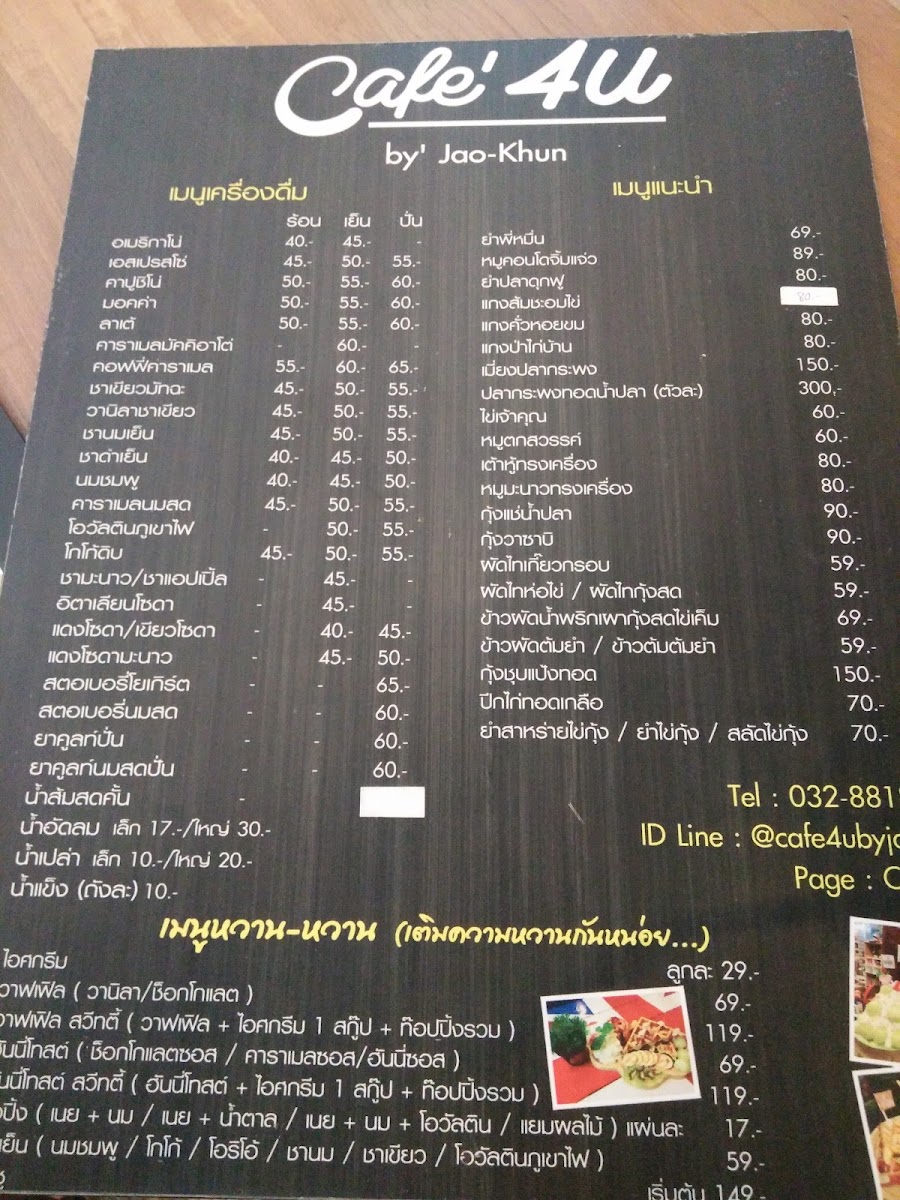 Cafe' 4U
by' Jao-Khun
เมนูเครื่องดื่ม
ร้อน เย็น ปั่น
อเมริกาโน่ 40.- 45.- -
เอสเปรสโซ่ 45.- 50.- 55.-
คาปูชิโน่ 50.- 55.- 60.-
มอคค่า 50.- 55.- 60.-
ลาเต้ 50.- 55.- 60.-
คาราเมลมัคคิอาโต่ - 60.- -
คอฟฟี่คาราเมล 55.- 60.- 65.-
ชาเขียวมัทฉะ 45.- 50.- 55.-
วานิลาชาเขียว 45.- 50.- 55.-
ชานมเย็น 45.- 50.- 55.-
ชาดำเย็น 40.- 45.- 50.-
นมชมพู 40.- 45.- 50.-
คาราเมลนมสด 45.- 50.- 55.-
โอวัลตินภูเขาไฟ - 50.- 55.-
โกโก้ดิบ 45.- 50.- 55.-
ชามะนาว/ชาแอปเปิ้ล - 45.- -
อิตาเลียนโซดา - 45.- -
แดงโซดา/เขียวโซดา - 40.- 45.-
แดงโซดามะนาว - 45.- 50.-
สตอเบอรี่โยเกิร์ต - - 65.-
สตอเบอรี่นมสด - - 60.-
ยาคูลท์ปั่น - - 60.-
ยาคูลท์นมสดปั่น - - 60.-
น้ำส้มสดคั้น -
น้ำอัดลม เล็ก 17.-/ใหญ่ 30.-
น้ำเปล่า เล็ก 10.-/ใหญ่ 20.-
น้ำแข็ง (ถังละ) 10.-
เมนูแนะนำ
ยำพี่หมื่น 69.-
หมูคอนโดจิ้มแจ่ว 89.-
ยำปลาดุกฟู 80.-
แกงส้มชะอมไข่ 80.-
แกงคั่วหอยขม 80.-
แกงป่าไก่บ้าน 80.-
เมี่ยงปลากระพง 150.-
ปลากระพงทอดน้ำปลา (ตัวละ) 300.-
ไข่เจ้าคุณ 60.-
หมูตกสวรรค์ 60.-
เต้าหู้ทรงเครื่อง 80.-
หมูมะนาวทรงเครื่อง 80.-
กุ้งแช่น้ำปลา 90.-
กุ้งวาซาบิ 90.-
ผัดไทเกี๊ยวกรอบ 59.-
ผัดไทห่อไข่ / ผัดไทกุ้งสด 59.-
ข้าวผัดน้ำพริกเผากุ้งสดไข่เค็ม 69.-
ข้าวผัดต้มยำ / ข้าวต้มต้มยำ 59.-
กุ้งชุบแป้งทอด 150.-
ปีกไก่ทอดเกลือ 70.-
ยำสาหร่ายไข่กุ้ง / ยำไข่กุ้ง / สลัดไข่กุ้ง 70.-
Tel : 032-881
ID Line : @cafe4ubyj
Page : C
เมนูหวาน-หวาน (เติมความหวานกันหน่อย...)
ไอศกรีม ลูกละ 29.-
วาฟเฟิล ( วานิลา/ช็อกโกแลต ) 69.-
วาฟเฟิล สวีทตี้ ( วาฟเฟิล + ไอศกรีม 1 สกู๊ป + ท๊อปปิ้งรวม ) 119.-
ฮันนี่โทสต์ ( ช็อกโกแลตซอส / คาราเมลซอส/ฮันนี่ซอส ) 69.-
ฮันนี่โทสต์ สวีทตี้ ( ฮันนี่โทสต์ + ไอศกรีม 1 สกู๊ป + ท๊อปปิ้งรวม ) 119.-
ปิ้ง ( เนย + นม / เนย + น้ำตาล / เนย + นม + โอวัลติน / แยมผลไม้ ) แผ่นละ 17.-
เย็น ( นมชมพู / โกโก้ / โอริโอ้ / ชานม / ชาเขียว / โอวัลตินภูเขาไฟ ) 59.-
เริ่มต้น 149.-